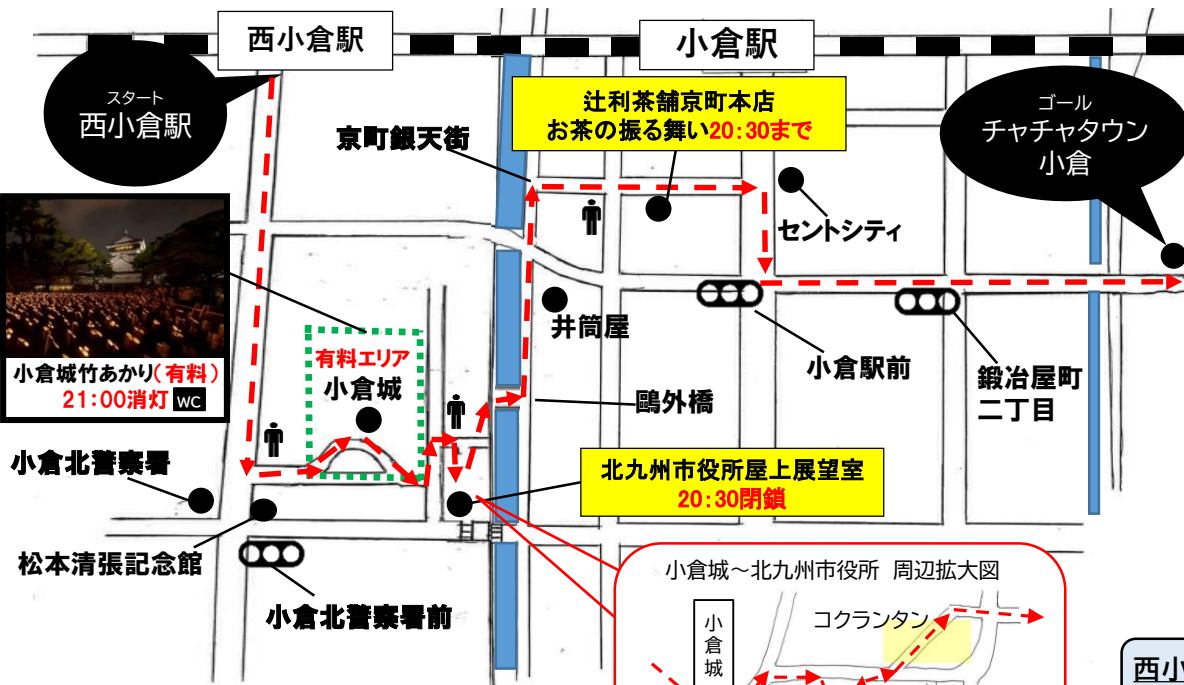 西小倉駅
小倉駅
スタート
西小倉駅
辻利茶舗京町本店
お茶の振る舞い20:30まで
ゴール
チャチャタウン
小倉
京町銀天街
セントシティ
井筒屋
小倉駅前
鍛冶屋町
二丁目
有料エリア
小倉城
小倉城竹あかり(有料)
21:00消灯 WC
鷗外橋
小倉北警察署
北九州市役所屋上展望室
20:30閉鎖
松本清張記念館
小倉北警察署前
小倉城～北九州市役所 周辺拡大図
コクランタン
小倉城
西小